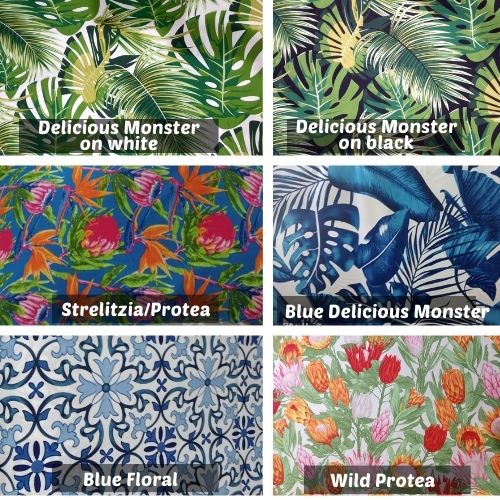 Delicious Monster
on white
Delicious Monster
on black
Strelitzia/Protea
Blue Delicious Monster
Blue Floral
Wild Protea